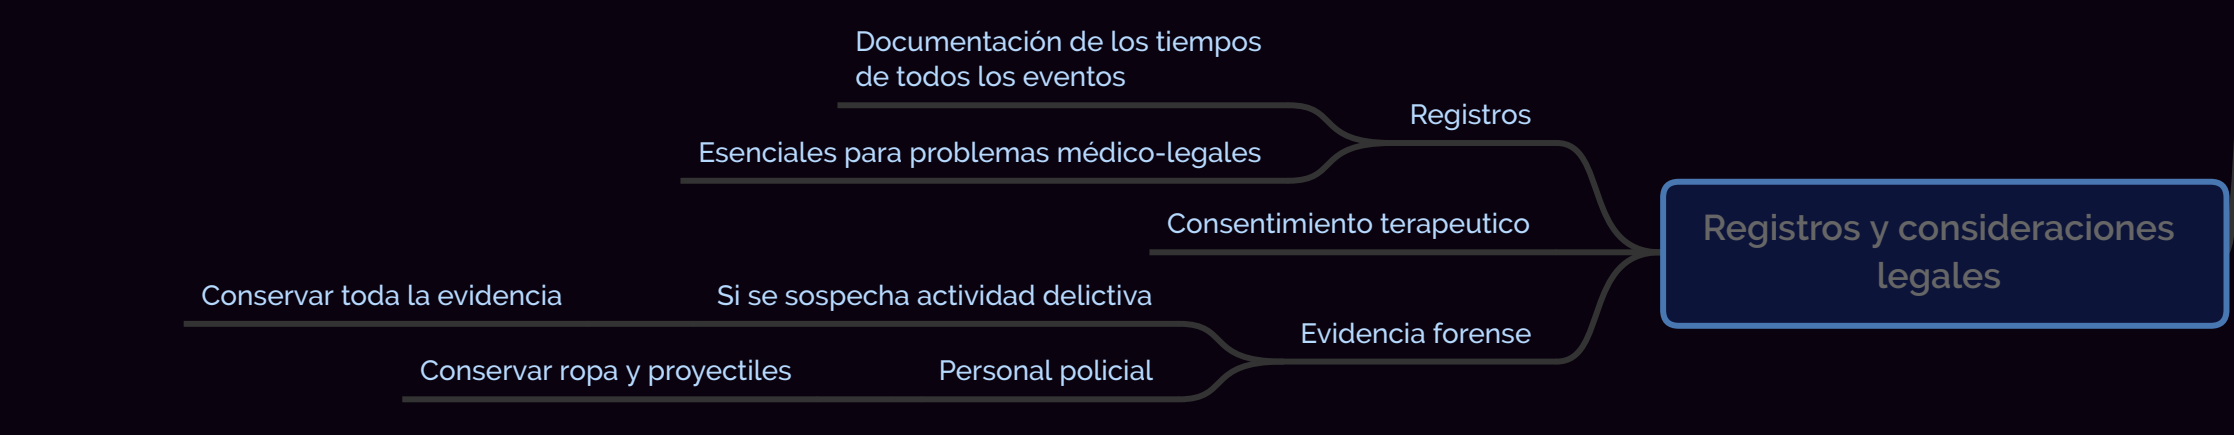 Documentación de los tiempos
de todos los eventos
Registros
Esenciales para problemas médico-legales
Consentimiento terapeutico
Registros y consideraciones
legales
Conservar toda la evidencia
Si se sospecha actividad delictiva
Evidencia forense
Conservar ropa y proyectiles
Personal policial